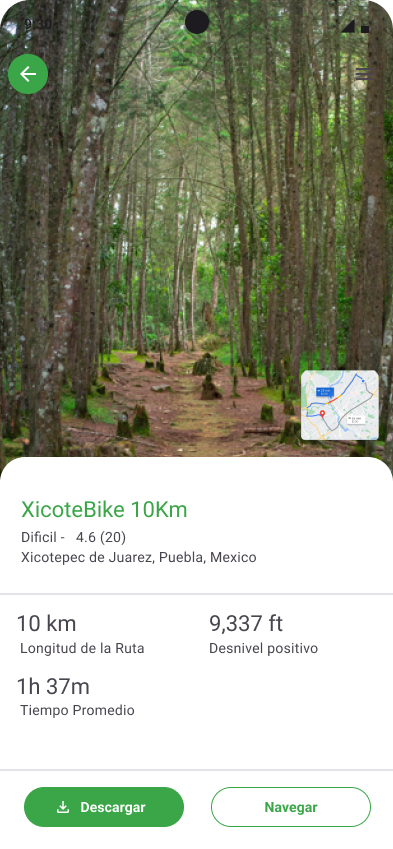 9:30
XicoteBike 10Km
Dificil - 4.6 (20)
Xicotepec de Juarez, Puebla, Mexico
10 km
9,337 ft
Longitud de la Ruta
Desnivel positivo
1h 37m
Tiempo Promedio
Descargar
Navegar